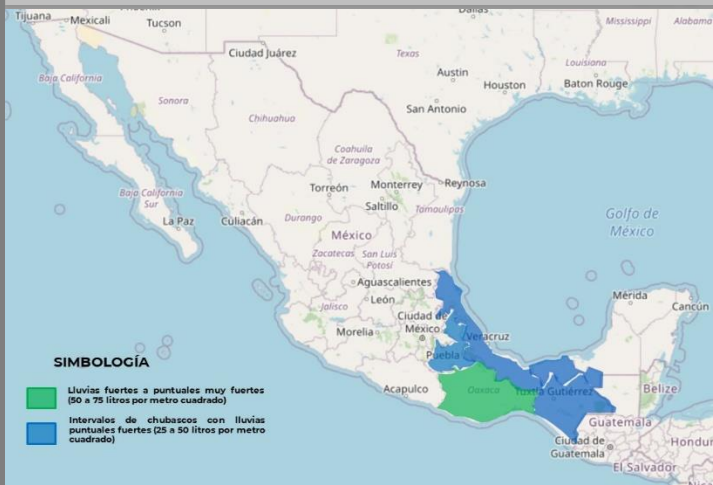 Dallas
Tijuana
Mexicali
Tucson
Mississippi
Alabama
Ciudad Juárez
Texas
Louisiana
Baja California
Austin
Houston
Baton Rouge
Sonora
San Antonio
Chihuahua
Coahuila
de Zaragoza
Torreón
Monterrey
Reynosa
Baja California
Sur
Saltillo
La Paz
Culiacán
Durango
Tamaulipas
Golfo de
México
México
Zacatecas
San Luis
Potosí
Aguascalientes
León
Jalisco
Mérida
Cancún
Ciudad de
México
Morelia
Veracruz
Puebla
SIMBOLOGÍA
Acapulco
Oaxaca
Tuxtla Gutiérrez
Belize
Lluvias fuertes a puntuales muy fuertes
(50 a 75 litros por metro cuadrado)
Intervalos de chubascos con lluvias
puntuales fuertes (25 a 50 litros por metro
cuadrado)
Guatemala
Ciudad de
Guatemala
Hondur
El Salvador